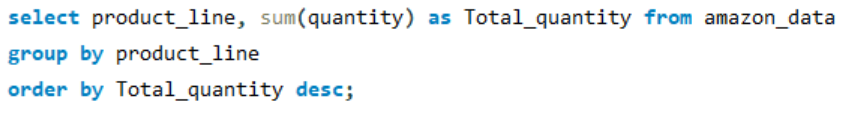 select product_line, sum(quantity) as Total_quantity from amazon_data
group by product_line
order by Total_quantity desc;